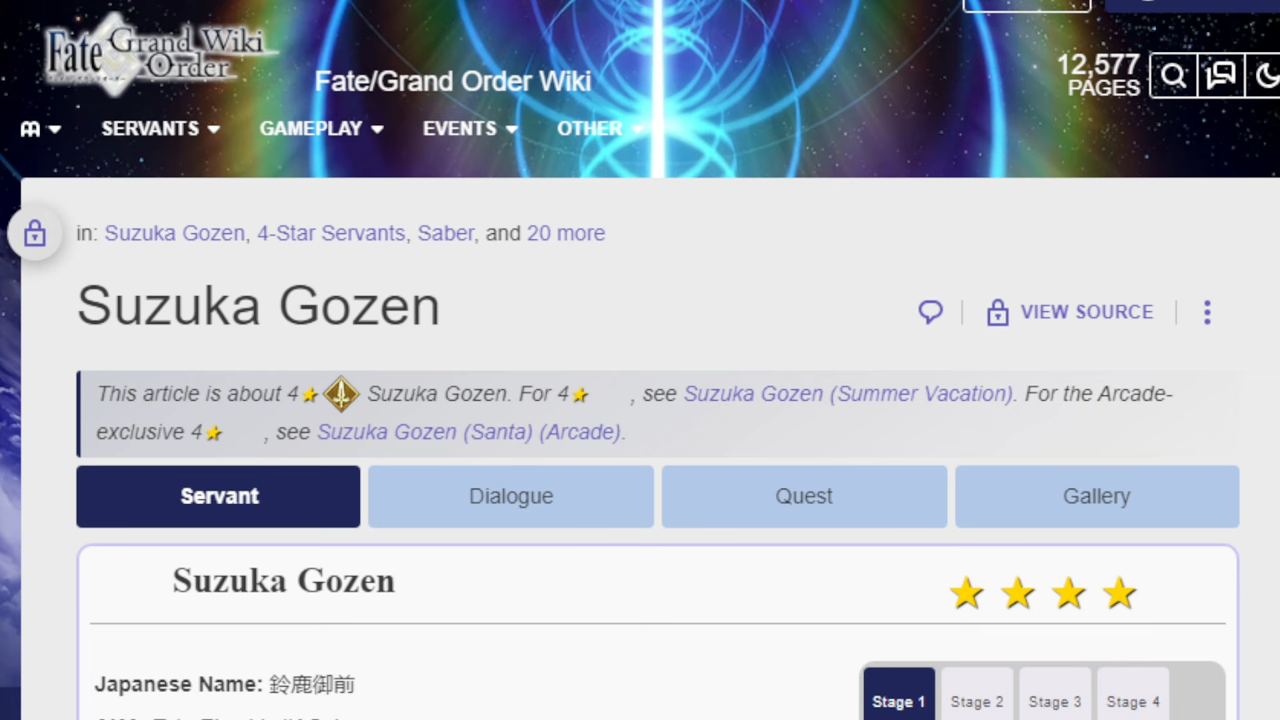 Fate Grand Wiki
Order
Fate/Grand Order Wiki
12,577
PAGES
SERVANTS
GAMEPLAY
EVENTS
OTHER
in: Suzuka Gozen, 4-Star Servants, Saber, and 20 more
Suzuka Gozen
VIEW SOURCE
This article is about 4 Suzuka Gozen. For 4 , see Suzuka Gozen (Summer Vacation). For the Arcade-
exclusive 4 , see Suzuka Gozen (Santa) (Arcade).
Servant
Dialogue
Quest
Gallery
Suzuka Gozen
Japanese Name: 鈴鹿御前
Stage 1
Stage 2
Stage 3
Stage 4